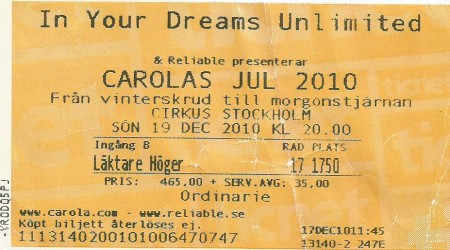 In Your Dreams Unlimited
& Reliable presenterar
CAROLAS JUL 2010
Från vinterskrud till morgonstjärnan
CIRKUS STOCKHOLM
SÖN 19 DEC 2010 KL 20.00
Ingång B RAD PLATS
Läktare Höger 17 1750
PRIS: 465,00 + SERV.AVG: 35,00
Ordinarie
www.carola.com - www.reliable.se
Köpt biljett återlöses ej. 17DEC1011:45
1113140200101006470747 13140-2 247E